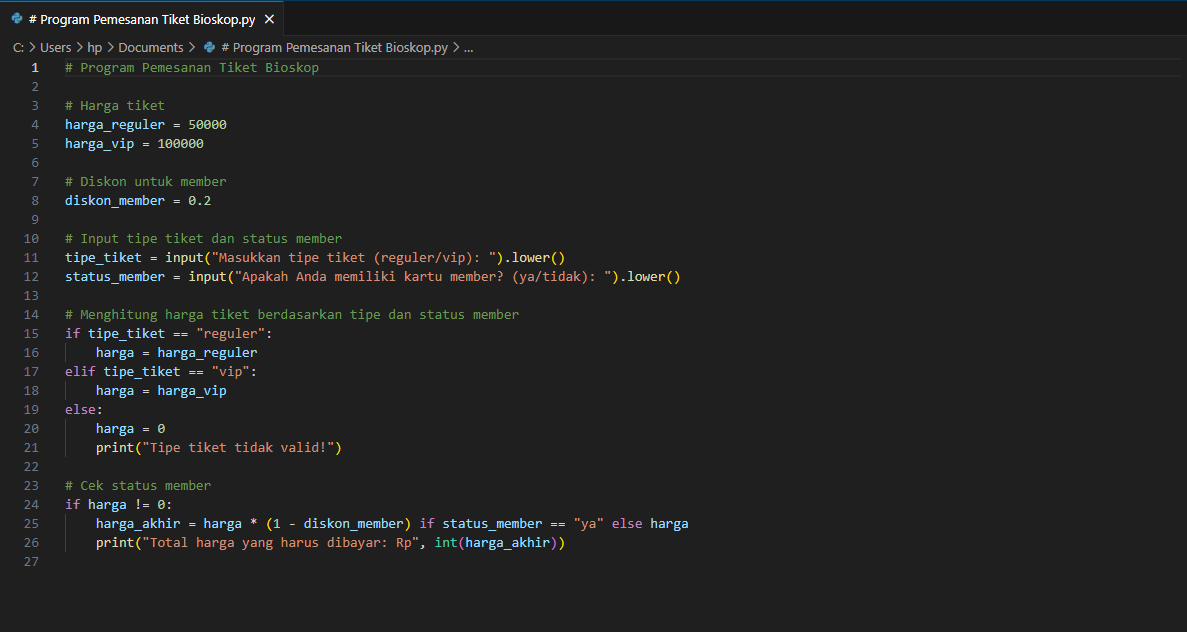 # Program Pemesanan Tiket Bioskop.py ×
C: > Users > hp > Documents > # Program Pemesanan Tiket Bioskop.py > ...
1 # Program Pemesanan Tiket Bioskop
2
3 # Harga tiket
4 harga_reguler = 50000
5 harga_vip = 100000
6
7 # Diskon untuk member
8 diskon_member = 0.2
9
10 # Input tipe tiket dan status member
11 tipe_tiket = input("Masukkan tipe tiket (reguler/vip): ").lower()
12 status_member = input("Apakah Anda memiliki kartu member? (ya/tidak): ").lower()
13
14 # Menghitung harga tiket berdasarkan tipe dan status member
15 if tipe_tiket == "reguler":
16     harga = harga_reguler
17 elif tipe_tiket == "vip":
18     harga = harga_vip
19 else:
20     harga = 0
21     print("Tipe tiket tidak valid!")
22
23 # Cek status member
24 if harga != 0:
25     harga_akhir = harga * (1 - diskon_member) if status_member == "ya" else harga
26     print("Total harga yang harus dibayar: Rp", int(harga_akhir))
27